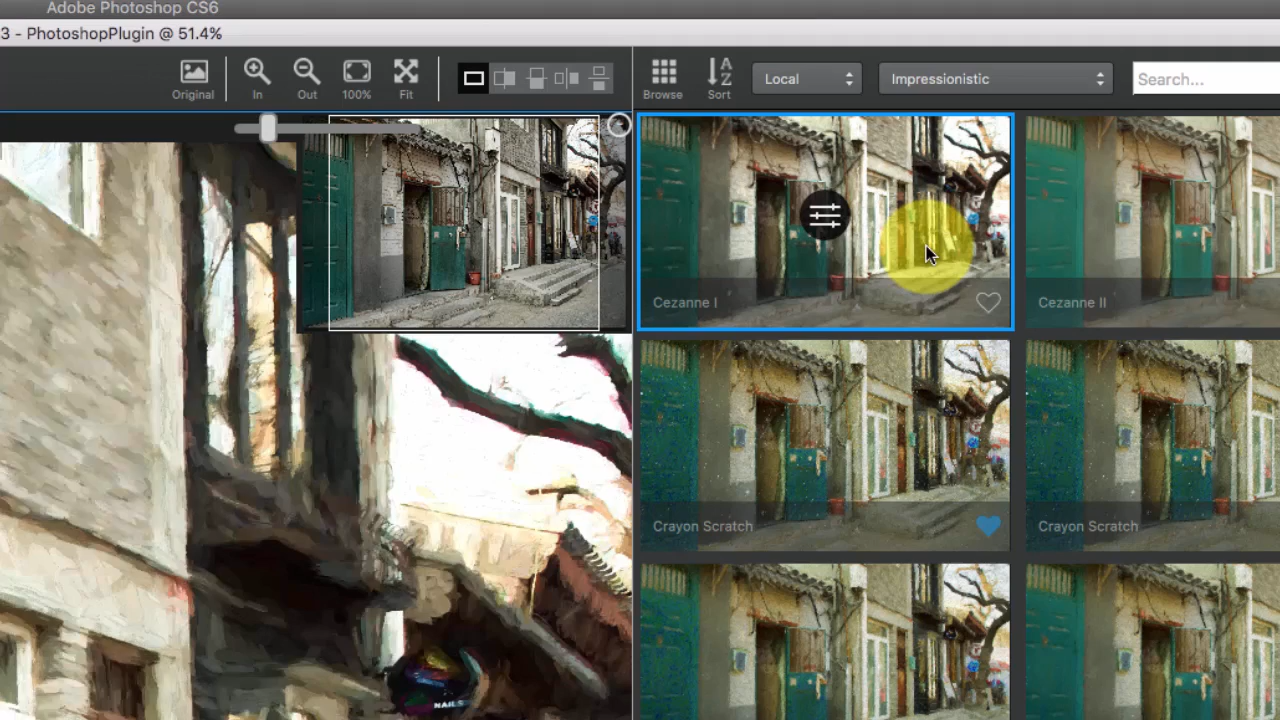 Adobe Photoshop CS6
3 - PhotoshopPlugin @ 51.4%
Original
In
Out
100%
Fit
Browse
Sort
A
Z
Local
Impressionistic
Search...
Cezanne I
Cezanne II
Crayon Scratch
Crayon Scratch
NAILS